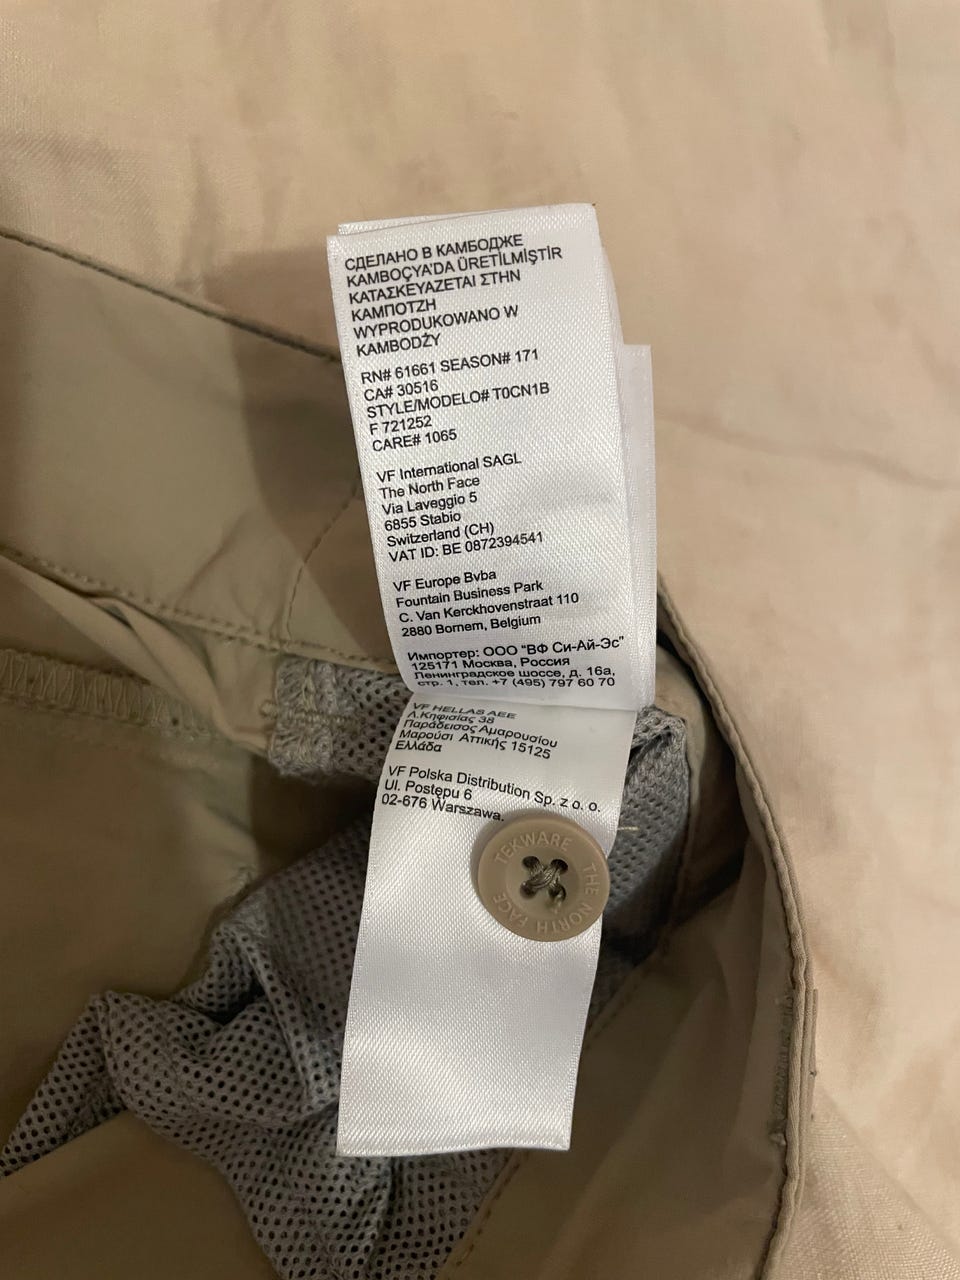 СДЕЛАНО В КАМБОДЖЕ
KAMBOÇYA'DA ÜRETİLMİŞTİR
ΚΑΤΑΣΚΕΥΑΖΕΤΑΙ ΣΤΗΝ
ΚΑΜΠΟΤΖΗ
WYPRODUKOWANO W
KAMBODŻY
RN# 61661 SEASON# 171
CA# 30516
STYLE/MODELO# T0CN1B
F 721252
CARE# 1065
VF International SAGL
The North Face
Via Laveggio 5
6855 Stabio
Switzerland (CH)
VAT ID: BE 0872394541
VF Europe Bvba
Fountain Business Park
C. Van Kerckhovenstraat 110
2880 Bornem, Belgium
Импортер: ООО "ВФ Си-Ай-Эс"
125171 Москва, Россия
Ленинградское шоссе, д. 16а,
стр. 1, тел. +7 (495) 797 60 70
VF HELLAS AEE
Λ.Κηφισίας 38
Παράδεισος Αμαρουσίου
Μαρούσι Αττικής 15125
Ελλάδα
VF Polska Distribution Sp. z o. o.
Ul. Postępu 6
02-676 Warszawa.
TEKWARE THE NORTH FACE